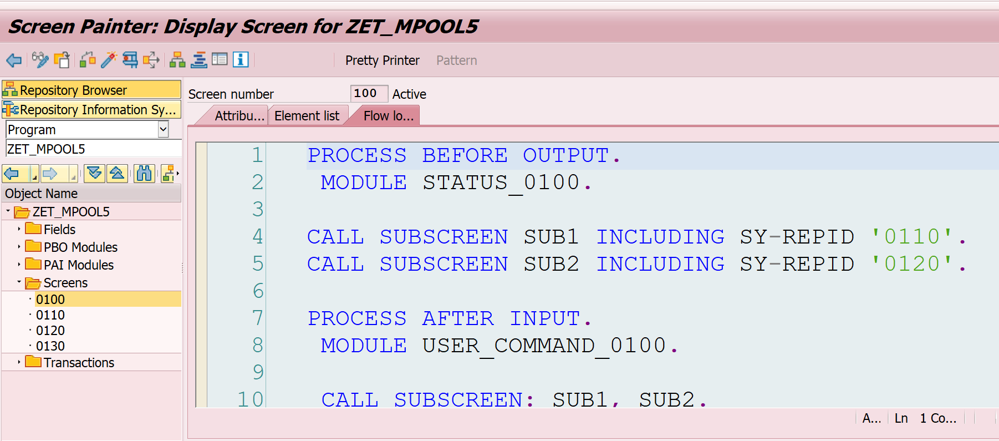 Screen Painter: Display Screen for ZET_MPOOL5
Pretty Printer Pattern
Repository Browser
Repository Information Sy...
Program
ZET_MPOOL5
Object Name
ZET_MPOOL5
Fields
PBO Modules
PAI Modules
Screens
0100
0110
0120
0130
Transactions
Screen number 100 Active
Attribu... Element list Flow lo...
1 PROCESS BEFORE OUTPUT.
2 MODULE STATUS_0100.
3
4 CALL SUBSCREEN SUB1 INCLUDING SY-REPID '0110'.
5 CALL SUBSCREEN SUB2 INCLUDING SY-REPID '0120'.
6
7 PROCESS AFTER INPUT.
8 MODULE USER_COMMAND_0100.
9
10 CALL SUBSCREEN: SUB1, SUB2.
A... Ln 1 Co...